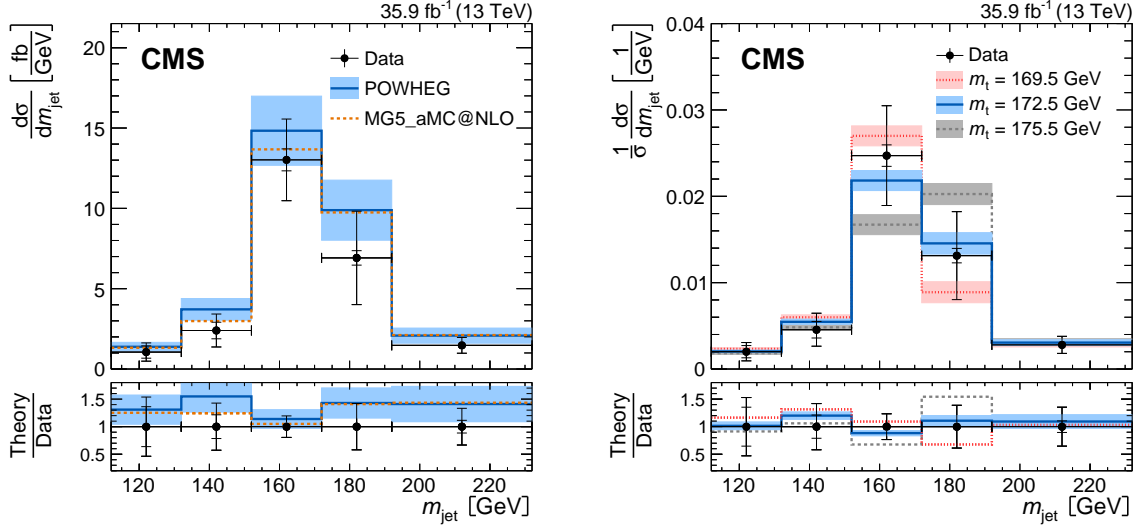 35.9 fb⁻¹ (13 TeV)
CMS
dσ/dm_jet [fb/GeV]
Data
POWHEG
MG5_aMC@NLO
20
15
10
5
0
Theory/Data
1.5
1
0.5
120 140 160 180 200 220
m_jet [GeV]
35.9 fb⁻¹ (13 TeV)
CMS
1/σ dσ/dm_jet [1/GeV]
Data
m_t = 169.5 GeV
m_t = 172.5 GeV
m_t = 175.5 GeV
0.04
0.03
0.02
0.01
0
Theory/Data
1.5
1
0.5
120 140 160 180 200 220
m_jet [GeV]